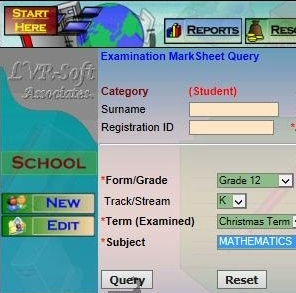 START HERE
REPORTS
Examination MarkSheet Query
LVR-Soft
Associates.
Category (Student)
Surname
Registration ID *
SCHOOL
NEW
EDIT
*Form/Grade Grade 12
Track/Stream K
*Term (Examined) Christmas Term
*Subject MATHEMATICS
Query Reset